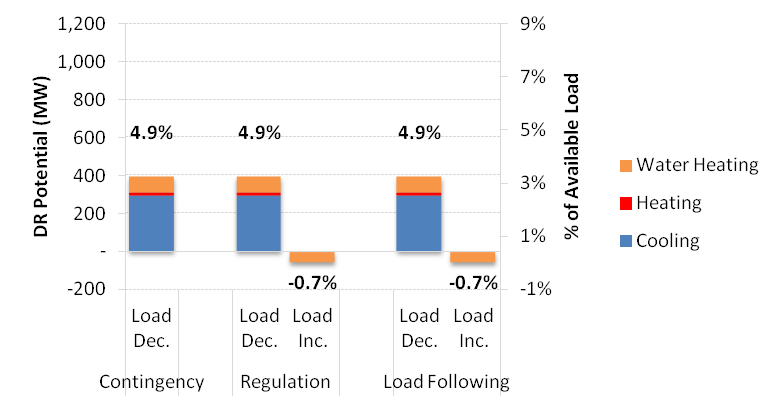 1,200
1,000
800
600
400
200
-
-200
DR Potential (MW)
9%
7%
5%
3%
1%
-1%
% of Available Load
4.9%
4.9%
4.9%
-0.7%
-0.7%
Load
Dec.
Load
Dec.
Load
Inc.
Load
Dec.
Load
Inc.
Contingency
Regulation
Load Following
Water Heating
Heating
Cooling